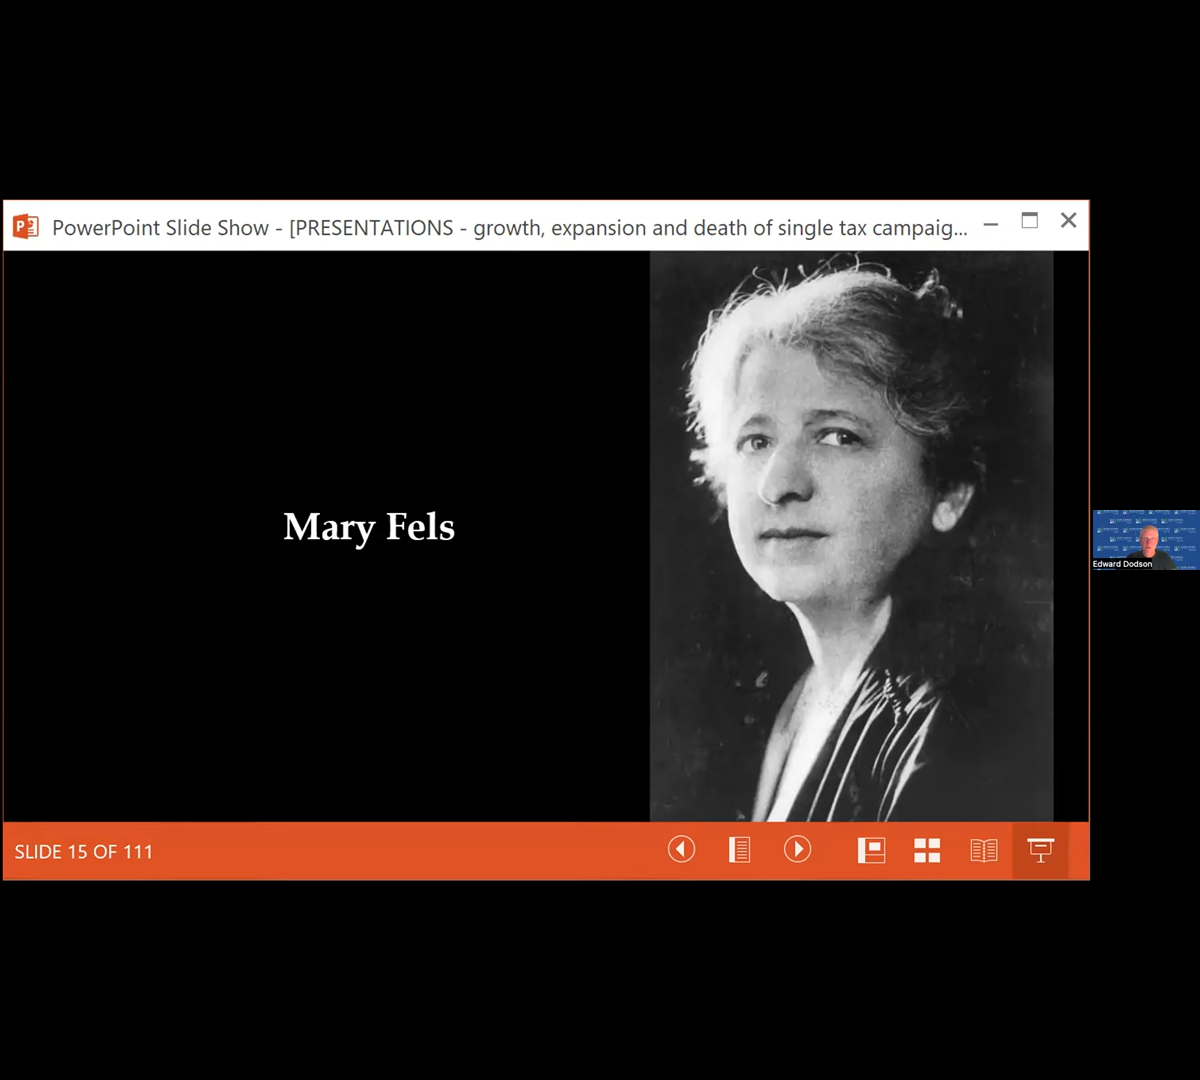 PowerPoint Slide Show - [PRESENTATIONS - growth, expansion and death of single tax campaig...
Mary Fels
Edward Dodson
SLIDE 15 OF 111